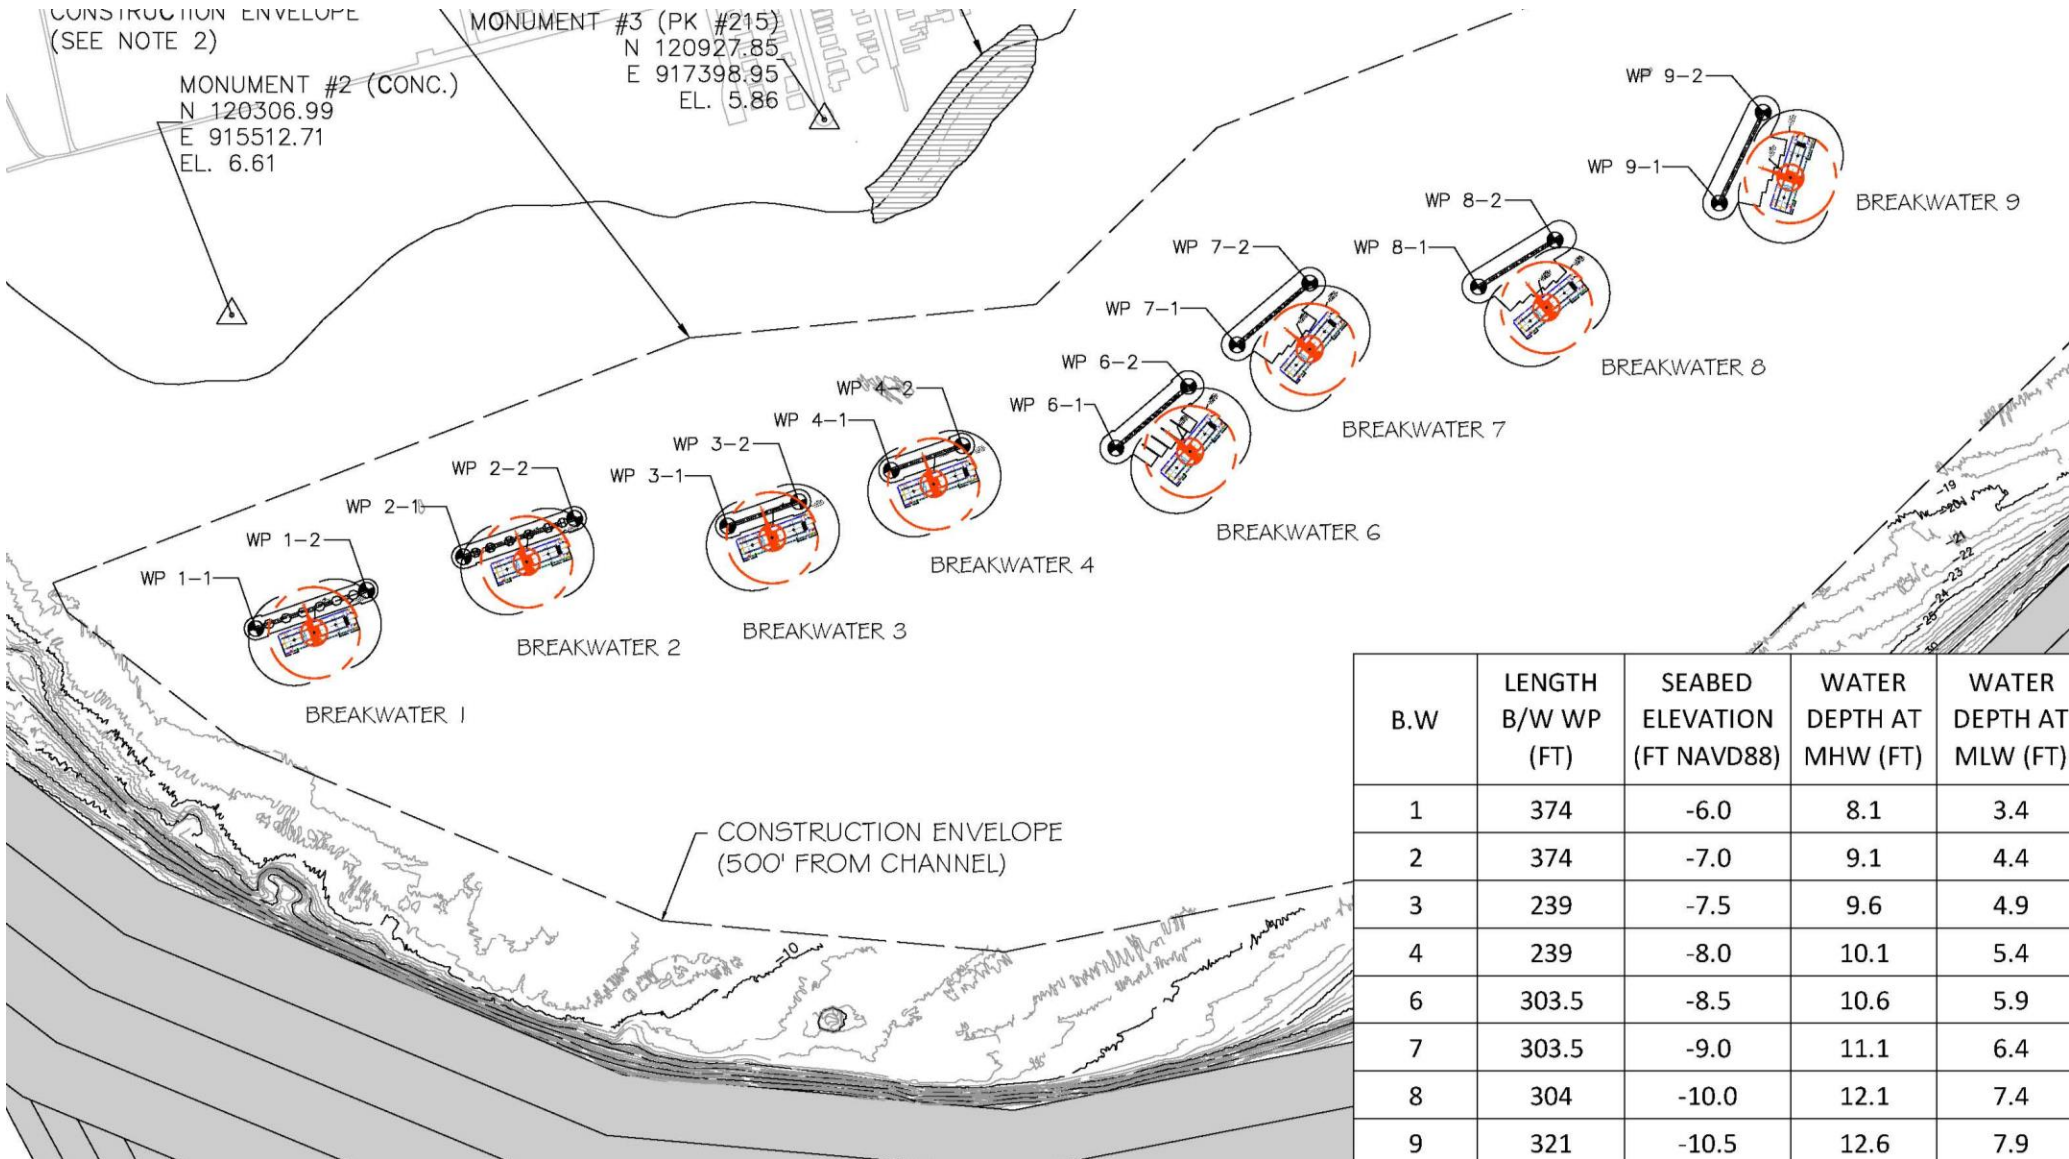 CONSTRUCTION ENVELOPE
(SEE NOTE 2)
MONUMENT #2 (CONC.)
N 120306.99
E 915512.71
EL. 6.61
MONUMENT #3 (PK #215)
N 120927.85
E 917398.95
EL. 5.86
WP 9-2
WP 9-1
BREAKWATER 9
WP 8-2
WP 8-1
BREAKWATER 8
WP 7-2
WP 7-1
BREAKWATER 7
WP 6-2
WP 6-1
BREAKWATER 6
WP 4-2
WP 4-1
BREAKWATER 4
WP 3-2
WP 3-1
BREAKWATER 3
WP 2-2
WP 2-1
BREAKWATER 2
WP 1-2
WP 1-1
BREAKWATER 1
-19
-20
-21
-22
-23
-24
-25
-30
CONSTRUCTION ENVELOPE
(500' FROM CHANNEL)
-10
B.W
LENGTH
B/W WP
(FT)
SEABED
ELEVATION
(FT NAVD88)
WATER
DEPTH AT
MHW (FT)
WATER
DEPTH AT
MLW (FT)
1 374 -6.0 8.1 3.4
2 374 -7.0 9.1 4.4
3 239 -7.5 9.6 4.9
4 239 -8.0 10.1 5.4
6 303.5 -8.5 10.6 5.9
7 303.5 -9.0 11.1 6.4
8 304 -10.0 12.1 7.4
9 321 -10.5 12.6 7.9